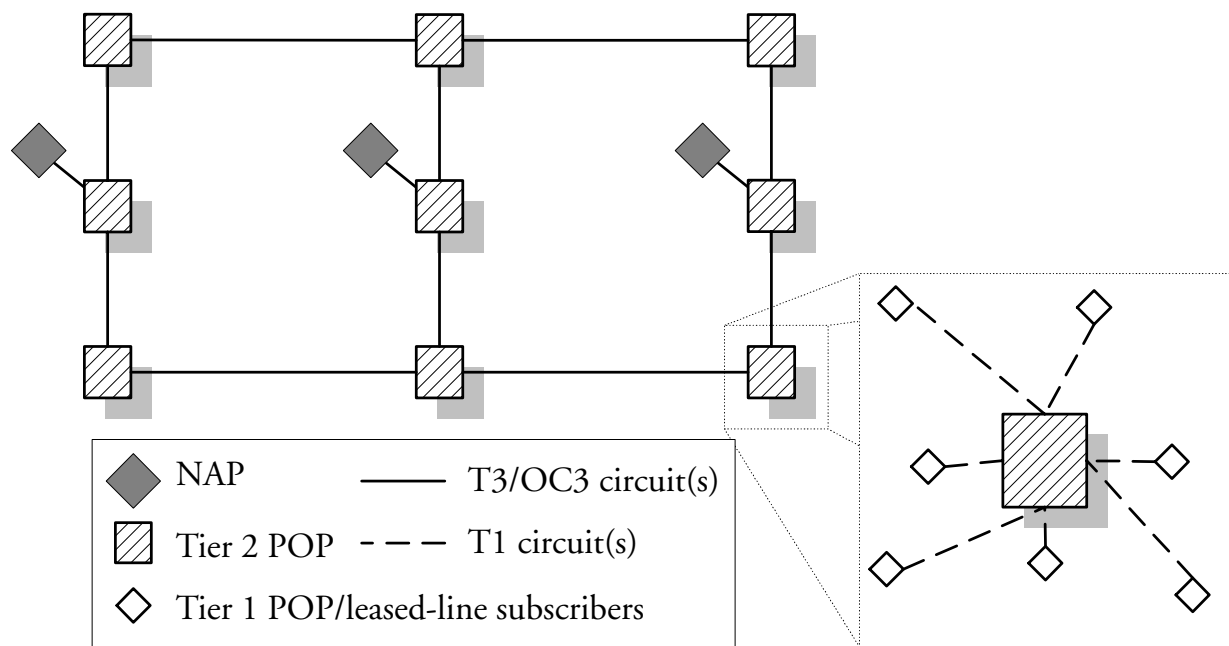 NAP
T3/OC3 circuit(s)
Tier 2 POP
T1 circuit(s)
Tier 1 POP/leased-line subscribers